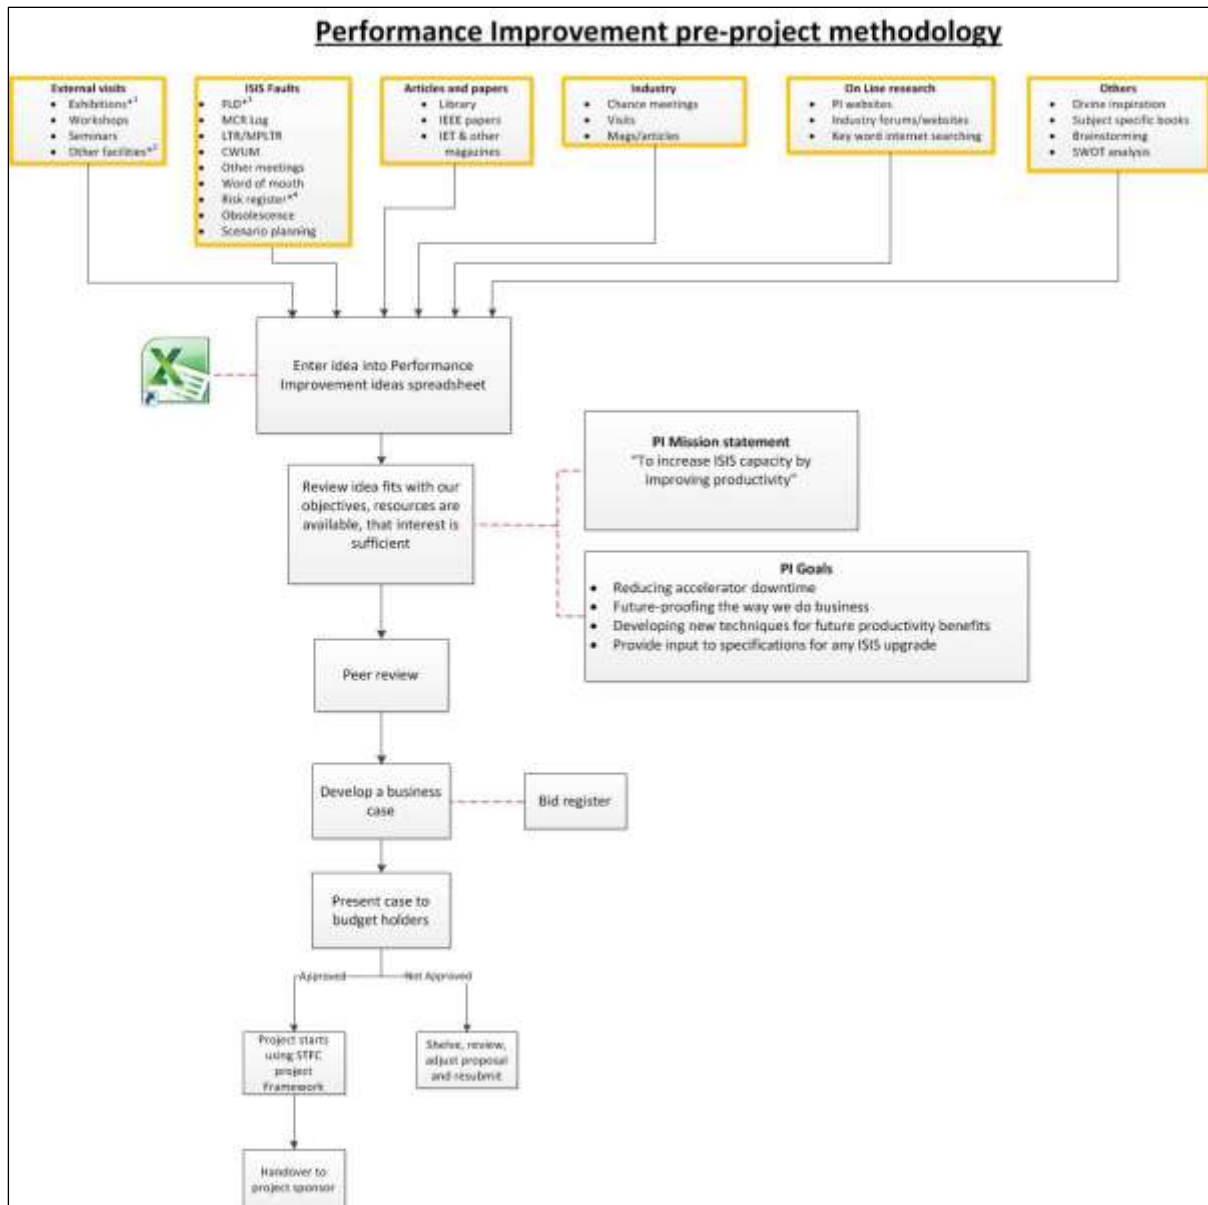 Performance Improvement pre-project methodology
External visits
• Exhibitions*1
• Workshops
• Seminars
• Other facilities*2
ISIS Faults
• FLD*3
• MCR Log
• LTR/MPLTR
• CWUM
• Other meetings
• Word of mouth
• Risk register*4
• Obsolescence
• Scenario planning
Articles and papers
• Library
• IEEE papers
• IET & other
magazines
Industry
• Chance meetings
• Visits
• Mags/articles
On Line research
• PI websites
• Industry forums/websites
• Key word internet searching
Others
• Divine inspiration
• Subject specific books
• Brainstorming
• SWOT analysis
Enter idea into Performance
Improvement ideas spreadsheet
Review idea fits with our
objectives, resources are
available, that interest is
sufficient
PI Mission statement
"To increase ISIS capacity by
improving productivity"
PI Goals
• Reducing accelerator downtime
• Future-proofing the way we do business
• Developing new techniques for future productivity benefits
• Provide input to specifications for any ISIS upgrade
Peer review
Develop a business
case
Bid register
Present case to
budget holders
Approved
Not Approved
Project starts
using STFC
project
Framework
Shelve, review,
adjust proposal
and resubmit
Handover to
project sponsor